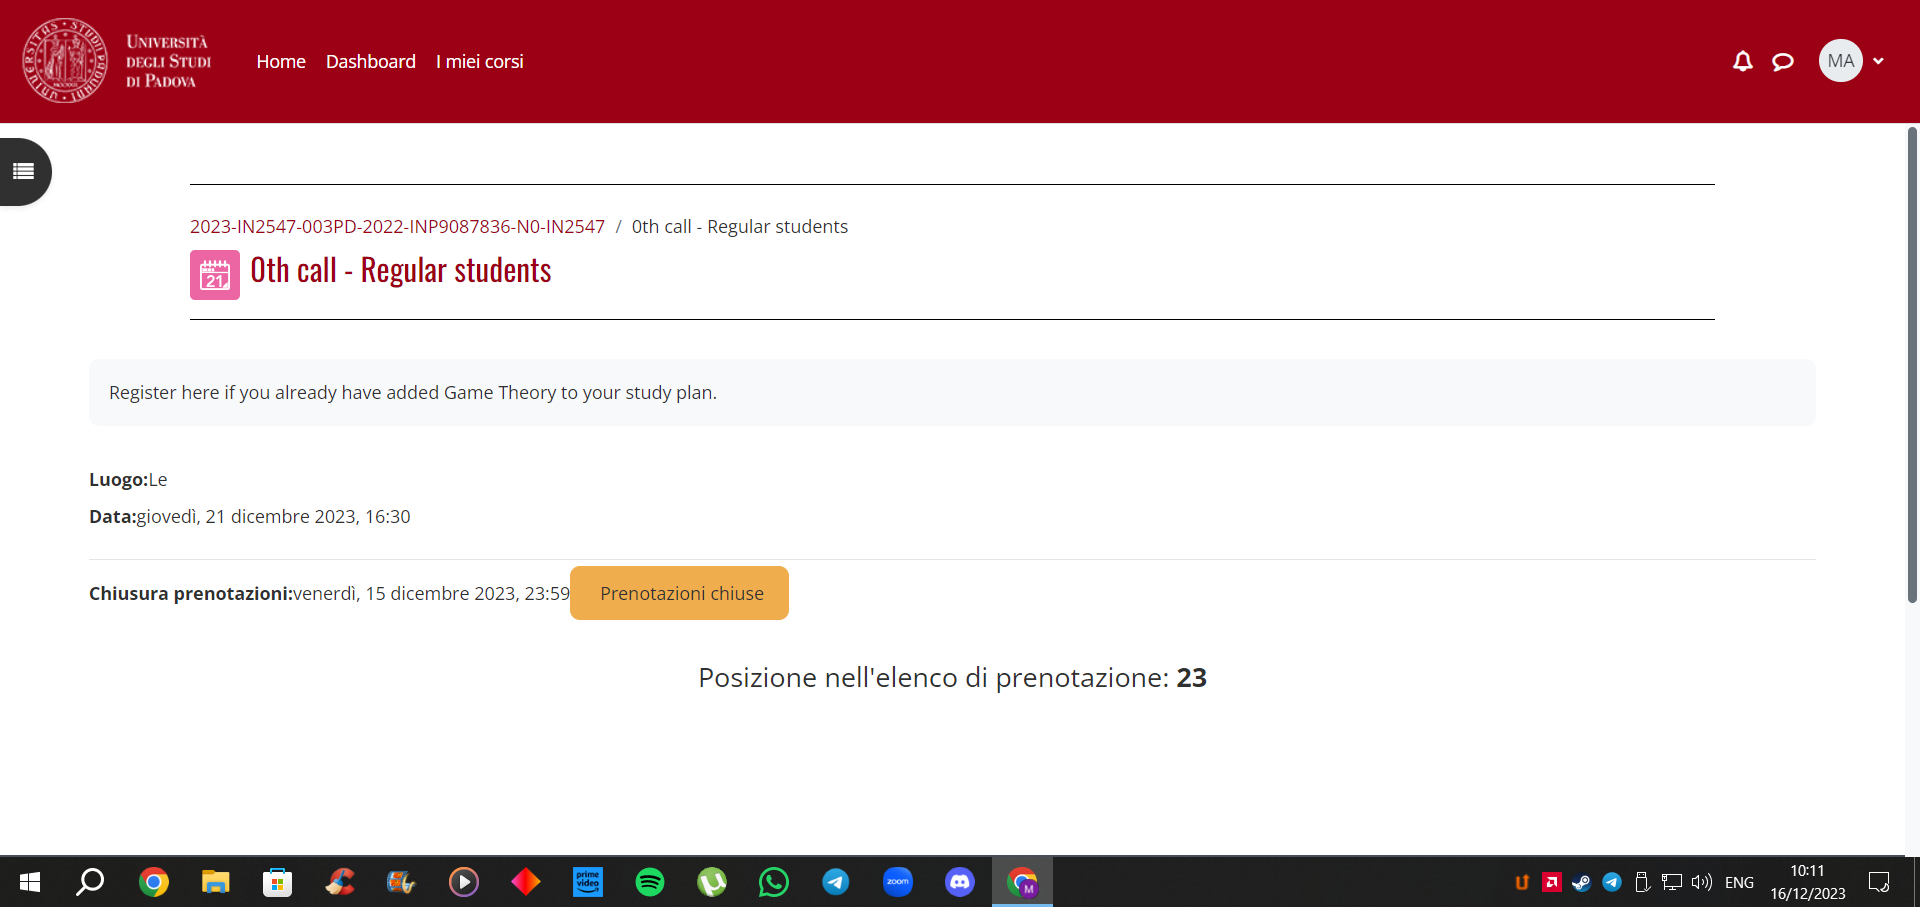 UNIVERSITÀ
DEGLI STUDI
DI PADOVA
Home Dashboard I miei corsi
MA
2023-IN2547-003PD-2022-INP9087836-N0-IN2547 / 0th call - Regular students
21
0th call - Regular students
Register here if you already have added Game Theory to your study plan.
Luogo:Le
Data:giovedì, 21 dicembre 2023, 16:30
Chiusura prenotazioni:venerdì, 15 dicembre 2023, 23:59 Prenotazioni chiuse
Posizione nell'elenco di prenotazione: 23
prime
video
zoom
M
ENG
10:11
16/12/2023